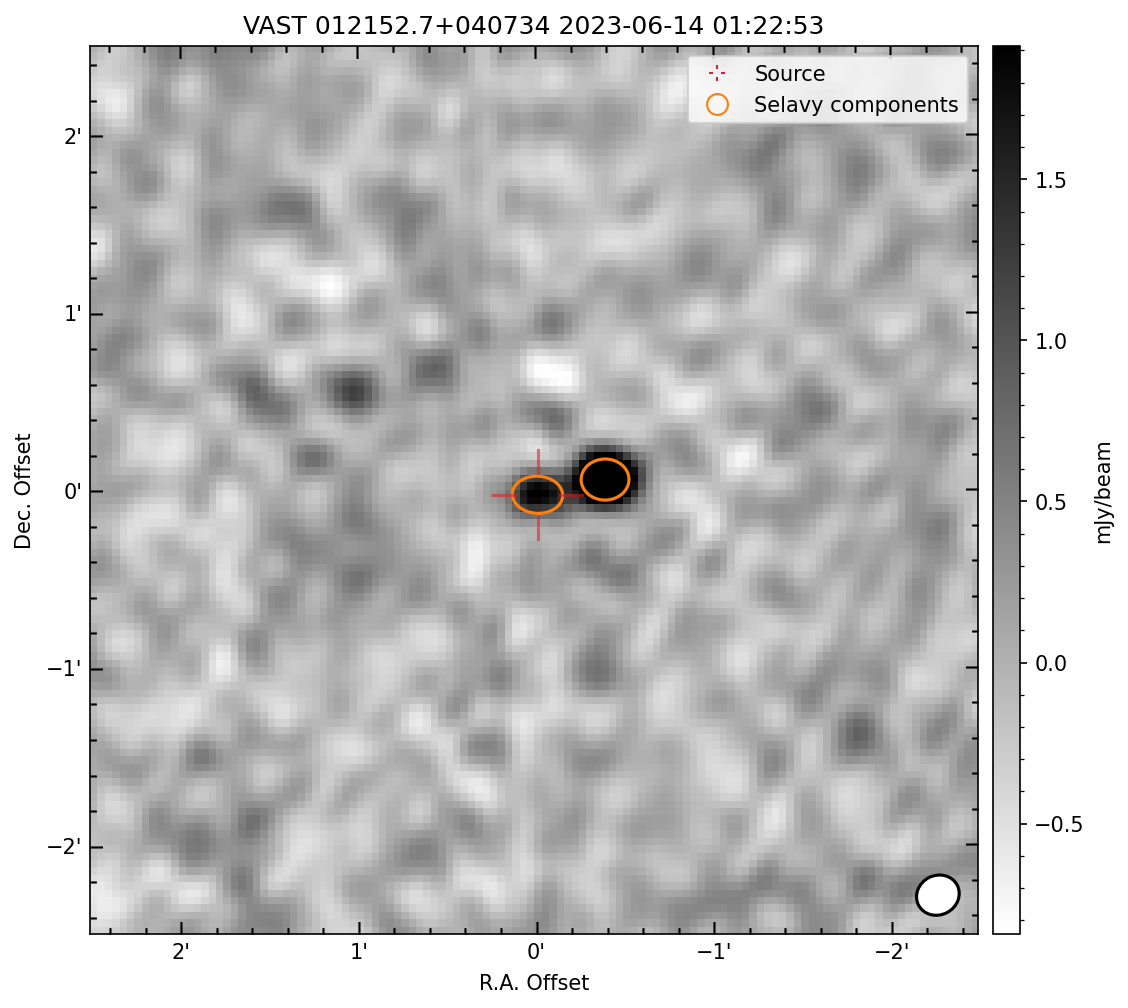 VAST 012152.7+040734 2023-06-14 01:22:53
Source
Selavy components
2'
1'
0'
−1'
−2'
Dec. Offset
2'
1'
0'
−1'
−2'
R.A. Offset
1.5
1.0
0.5
0.0
−0.5
mJy/beam